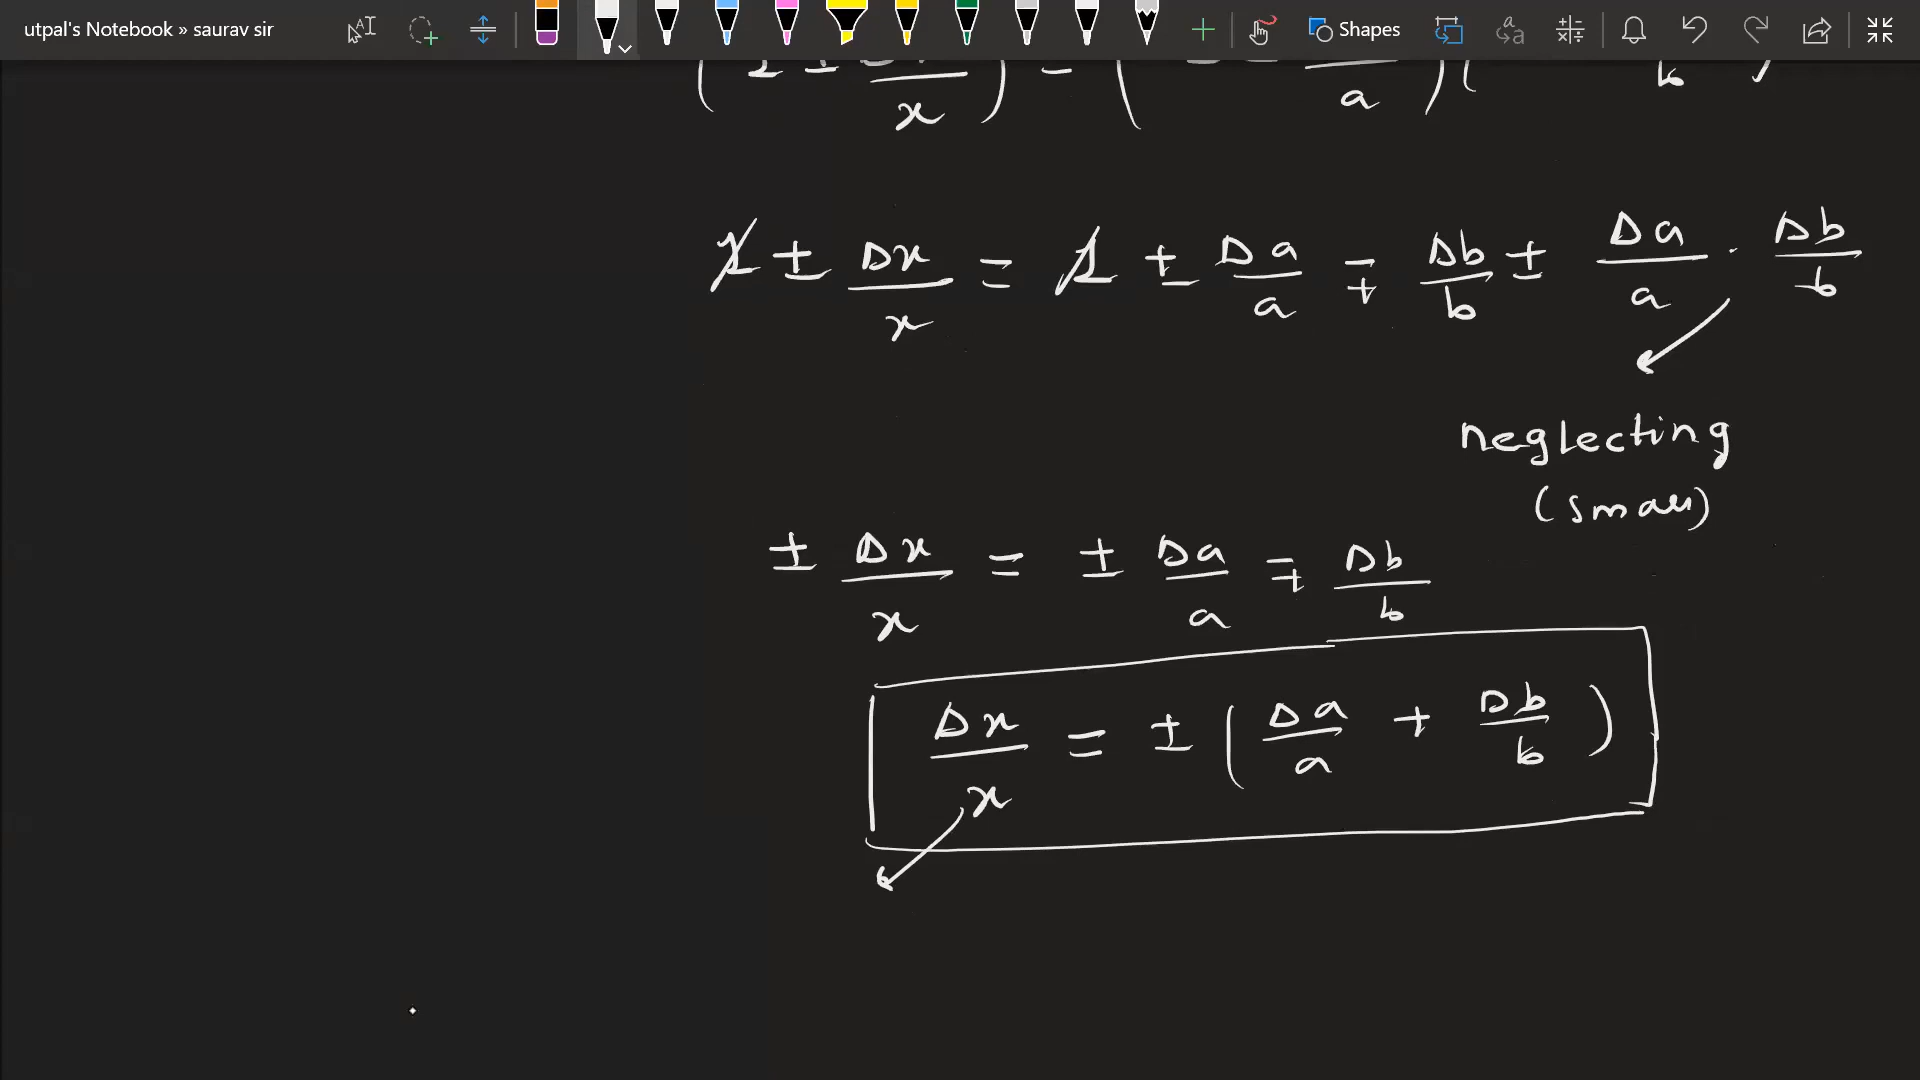 utpal's Notebook » saurav sir
Shapes
x a b
1 ± Δx/x = 1 ± Δa/a ∓ Δb/b ± Δa/a · Δb/b
neglecting
(small)
± Δx/x = ± Δa/a ∓ Δb/b
Δx/x = ± (Δa/a + Δb/b)